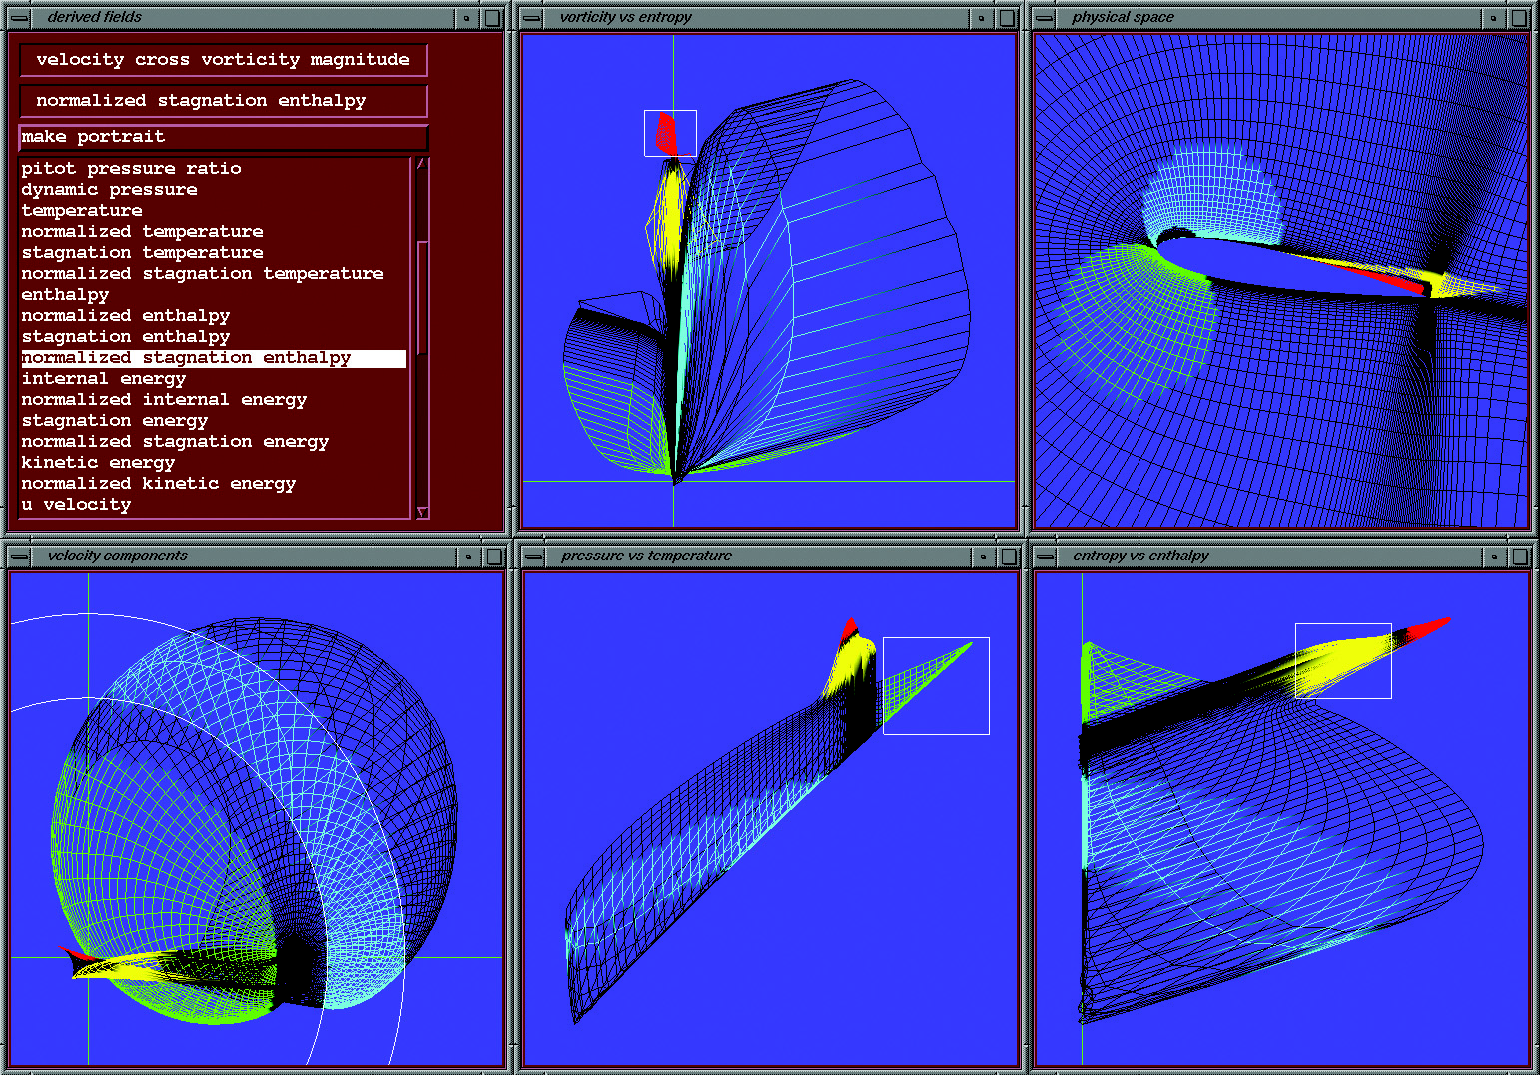 derived fields
velocity cross vorticity magnitude
normalized stagnation enthalpy
make portrait
pitot pressure ratio
dynamic pressure
temperature
normalized temperature
stagnation temperature
normalized stagnation temperature
enthalpy
normalized enthalpy
stagnation enthalpy
normalized stagnation enthalpy
internal energy
normalized internal energy
stagnation energy
normalized stagnation energy
kinetic energy
normalized kinetic energy
u velocity
vorticity vs entropy
physical space
velocity components
pressure vs temperature
entropy vs enthalpy